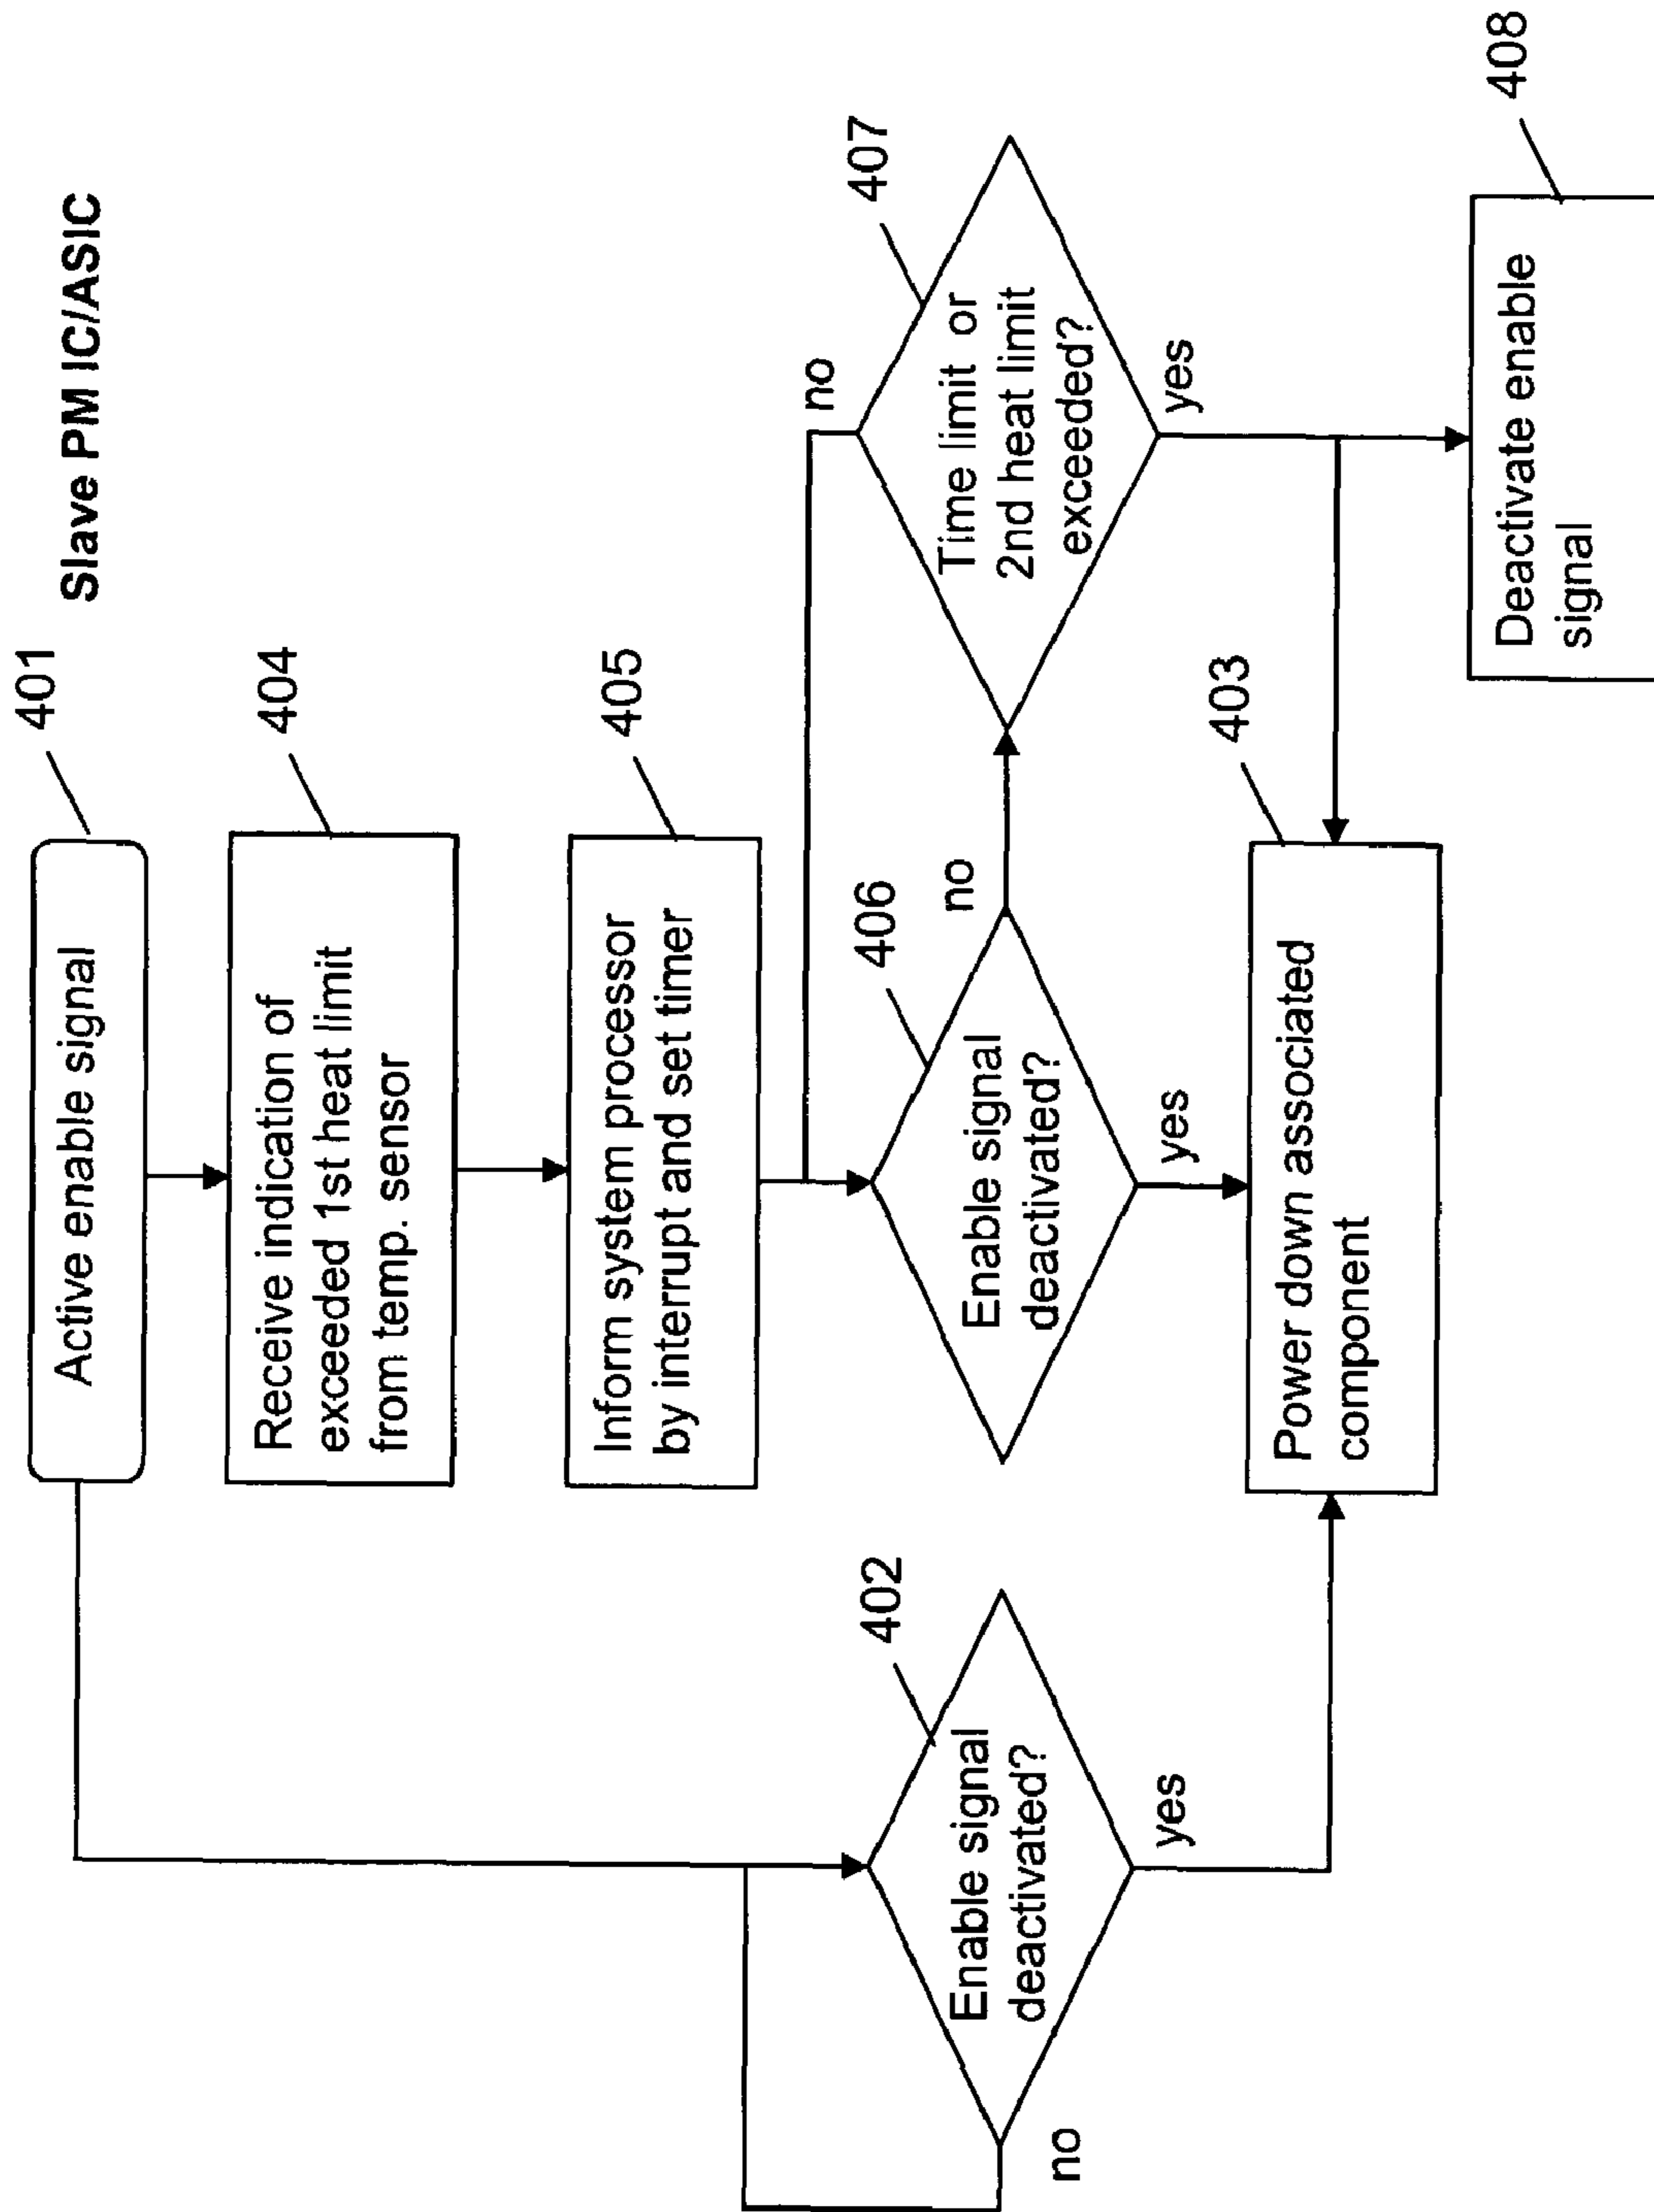 Slave PM IC/ASIC
401
Active enable signal
404
Receive indication of
exceeded 1st heat limit
from temp. sensor
405
Inform system processor
by interrupt and set timer
402
Enable signal
deactivated?
no
yes
406
Enable signal
deactivated?
no
yes
407
Time limit or
2nd heat limit
exceeded?
no
yes
403
Power down associated
component
408
Deactivate enable
signal